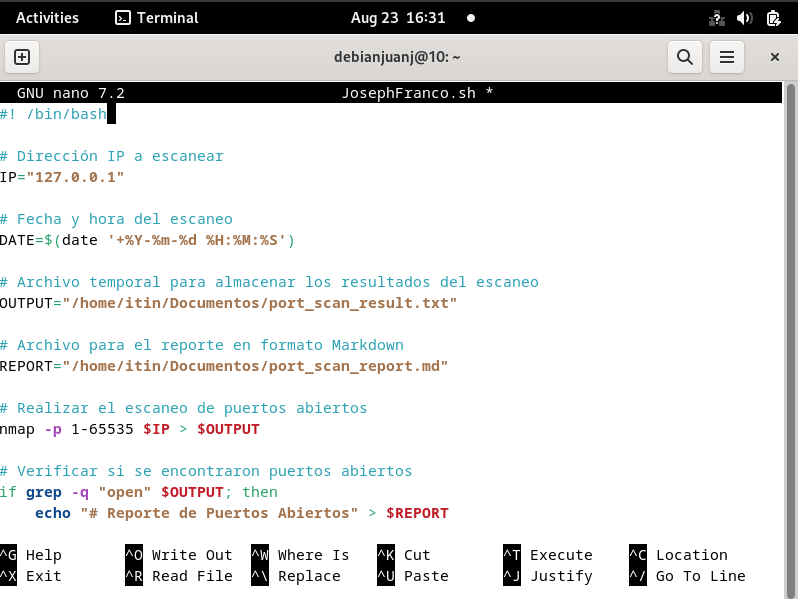 Activities Terminal Aug 23 16:31
debianjuanj@10: ~
GNU nano 7.2 JosephFranco.sh *
#! /bin/bash
# Dirección IP a escanear
IP="127.0.0.1"
# Fecha y hora del escaneo
DATE=$(date '+%Y-%m-%d %H:%M:%S')
# Archivo temporal para almacenar los resultados del escaneo
OUTPUT="/home/itin/Documentos/port_scan_result.txt"
# Archivo para el reporte en formato Markdown
REPORT="/home/itin/Documentos/port_scan_report.md"
# Realizar el escaneo de puertos abiertos
nmap -p 1-65535 $IP > $OUTPUT
# Verificar si se encontraron puertos abiertos
if grep -q "open" $OUTPUT; then
    echo "# Reporte de Puertos Abiertos" > $REPORT
^G Help ^O Write Out ^W Where Is ^K Cut ^T Execute ^C Location
^X Exit ^R Read File ^\ Replace ^U Paste ^J Justify ^/ Go To Line